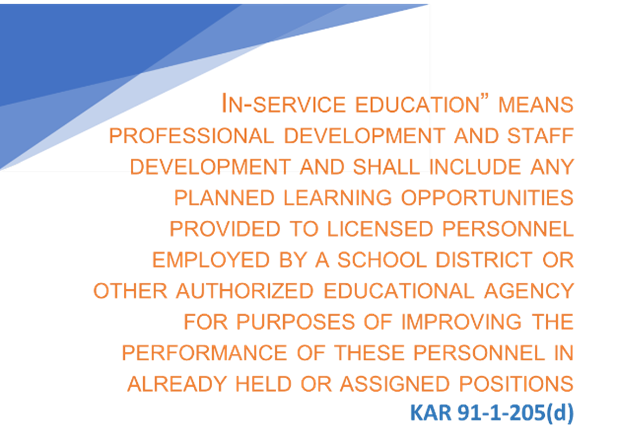 IN-SERVICE EDUCATION” MEANS
PROFESSIONAL DEVELOPMENT AND STAFF
DEVELOPMENT AND SHALL INCLUDE ANY
PLANNED LEARNING OPPORTUNITIES
PROVIDED TO LICENSED PERSONNEL
EMPLOYED BY A SCHOOL DISTRICT OR
OTHER AUTHORIZED EDUCATIONAL AGENCY
FOR PURPOSES OF IMPROVING THE
PERFORMANCE OF THESE PERSONNEL IN
ALREADY HELD OR ASSIGNED POSITIONS
KAR 91-1-205(d)